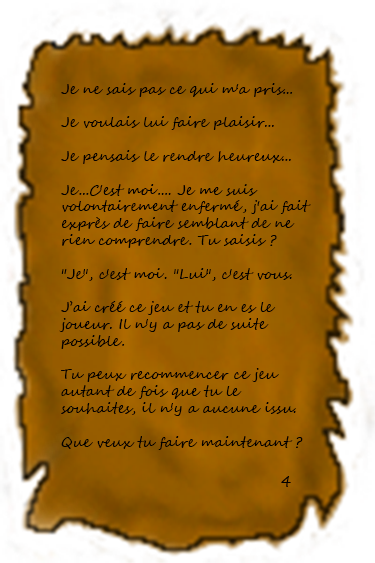 Je ne sais pas ce qui m'a pris...
Je voulais lui faire plaisir...
Je pensais le rendre heureux...
Je...C'est moi.... Je me suis
volontairement enfermé, j'ai fait
exprès de faire semblant de ne
rien comprendre. Tu saisis ?
"Je", c'est moi. "Lui", c'est vous.
J'ai créé ce jeu et tu en es le
joueur. Il n'y a pas de suite
possible.
Tu peux recommencer ce jeu
autant de fois que tu le
souhaites, il n'y a aucune issu.
Que veux tu faire maintenant ?
4